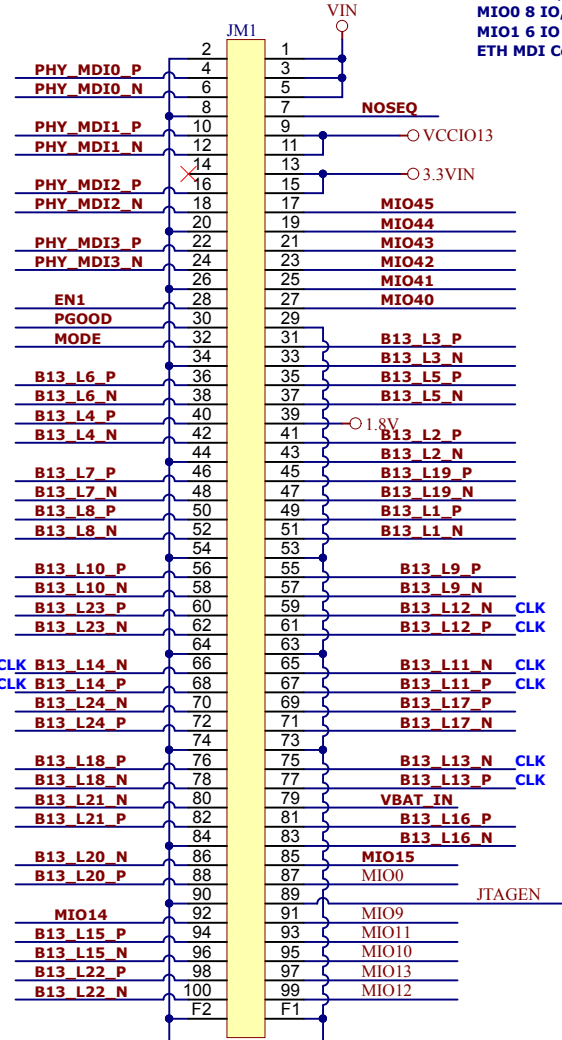 VIN
MIO0 8 IO,
MIO1 6 IO
ETH MDI C
JM1
2 1
PHY_MDI0_P 4 3
PHY_MDI0_N 6 5
8 7 NOSEQ
PHY_MDI1_P 10 9 VCCIO13
PHY_MDI1_N 12 11
14 13 3.3VIN
PHY_MDI2_P 16 15
PHY_MDI2_N 18 17 MIO45
20 19 MIO44
PHY_MDI3_P 22 21 MIO43
PHY_MDI3_N 24 23 MIO42
26 25 MIO41
EN1 28 27 MIO40
PGOOD 30 29
MODE 32 31 B13_L3_P
34 33 B13_L3_N
B13_L6_P 36 35 B13_L5_P
B13_L6_N 38 37 B13_L5_N
B13_L4_P 40 39 1.8V
B13_L4_N 42 41 B13_L2_P
44 43 B13_L2_N
B13_L7_P 46 45 B13_L19_P
B13_L7_N 48 47 B13_L19_N
B13_L8_P 50 49 B13_L1_P
B13_L8_N 52 51 B13_L1_N
54 53
B13_L10_P 56 55 B13_L9_P
B13_L10_N 58 57 B13_L9_N
B13_L23_P 60 59 B13_L12_N CLK
B13_L23_N 62 61 B13_L12_P CLK
64 63
CLK B13_L14_N 66 65 B13_L11_N CLK
CLK B13_L14_P 68 67 B13_L11_P CLK
B13_L24_N 70 69 B13_L17_P
B13_L24_P 72 71 B13_L17_N
74 73
B13_L18_P 76 75 B13_L13_N CLK
B13_L18_N 78 77 B13_L13_P CLK
B13_L21_N 80 79 VBAT_IN
B13_L21_P 82 81 B13_L16_P
84 83 B13_L16_N
B13_L20_N 86 85 MIO15
B13_L20_P 88 87 MIO0
90 89 JTAGEN
MIO14 92 91 MIO9
B13_L15_P 94 93 MIO11
B13_L15_N 96 95 MIO10
B13_L22_P 98 97 MIO13
B13_L22_N 100 99 MIO12
F2 F1